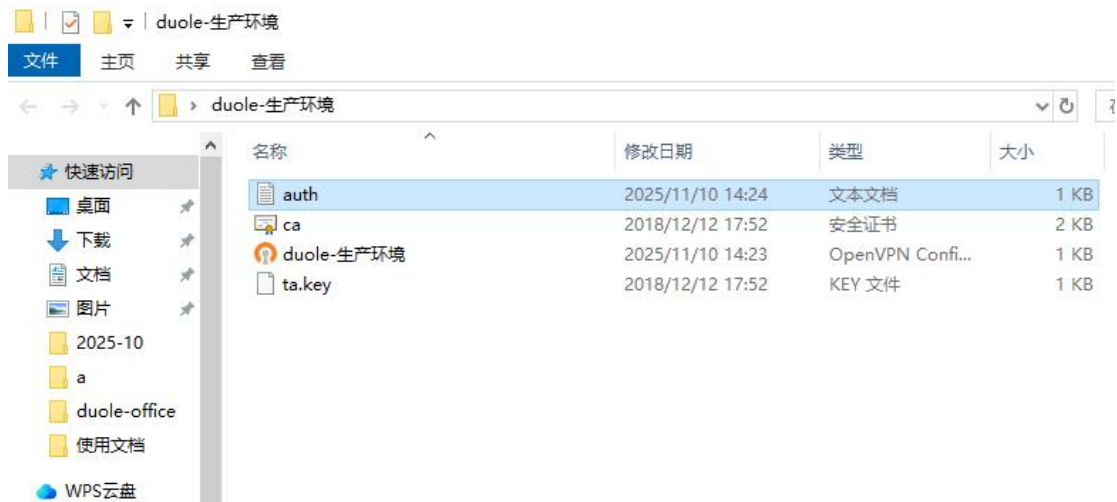 duole-生产环境
文件 主页 共享 查看
duole-生产环境
名称 修改日期 类型 大小
快速访问
桌面
下载
文档
图片
2025-10
a
duole-office
使用文档
WPS云盘
auth 2025/11/10 14:24 文本文档 1 KB
ca 2018/12/12 17:52 安全证书 2 KB
duole-生产环境 2025/11/10 14:23 OpenVPN Confi... 1 KB
ta.key 2018/12/12 17:52 KEY 文件 1 KB